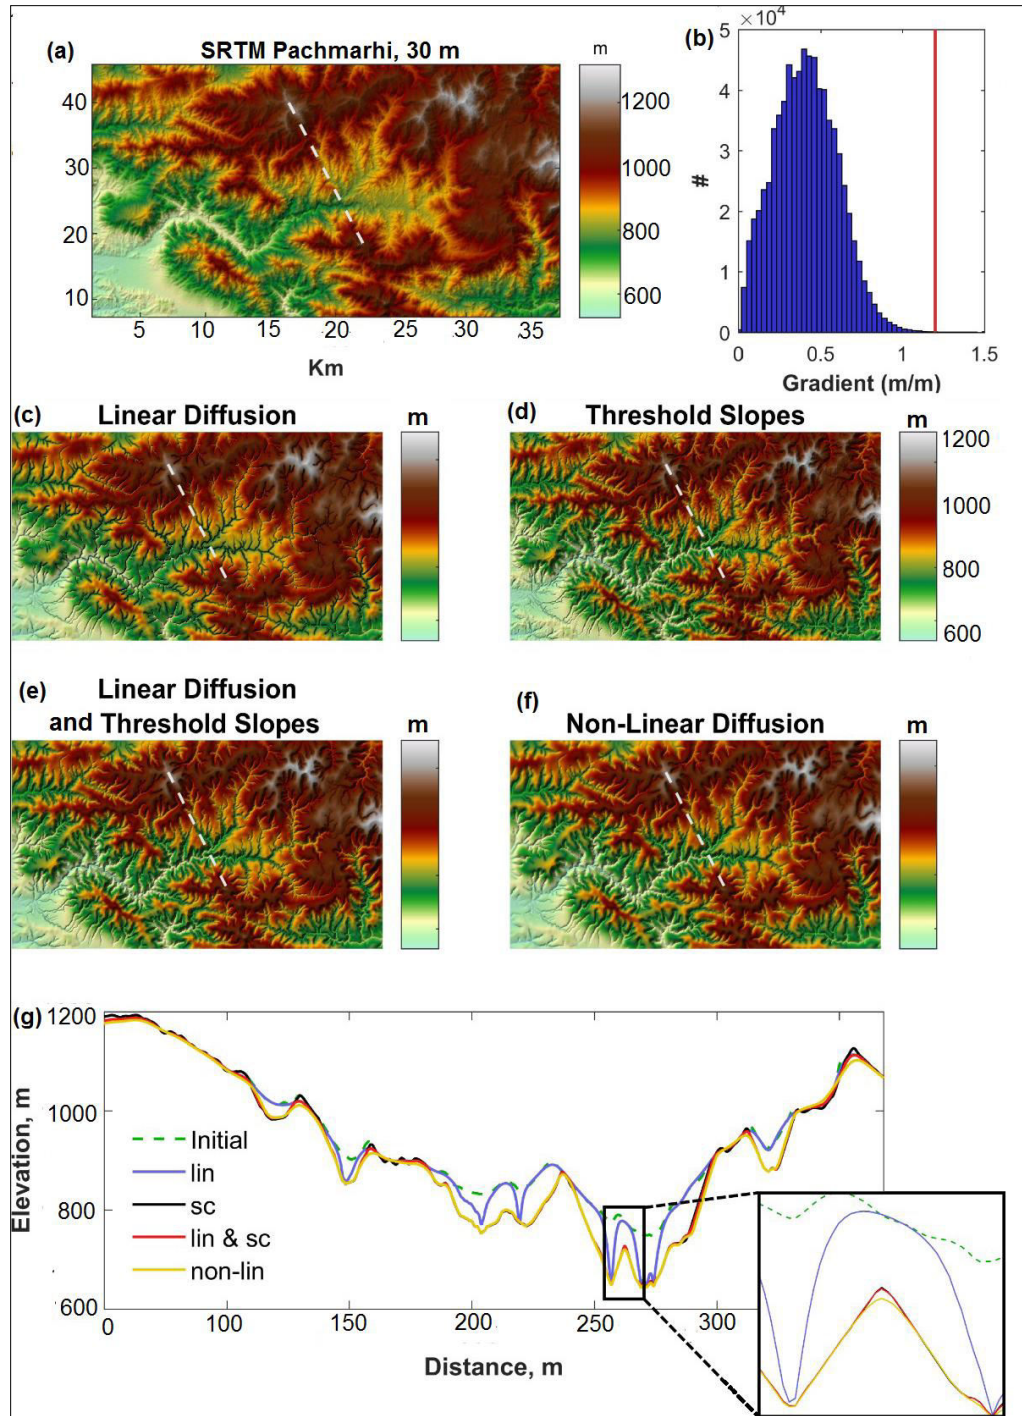 (a)
SRTM Pachmarhi, 30 m
m
40
30
20
10
5
10
15
20
25
30
35
Km
1200
1000
800
600
(b)
×10⁴
5
4
3
2
1
0
#
0
0.5
1
1.5
Gradient (m/m)
(c)
Linear Diffusion
m
(d)
Threshold Slopes
m
1200
1000
800
600
(e)
Linear Diffusion
and Threshold Slopes
m
(f)
Non-Linear Diffusion
m
(g)
1200
1000
800
600
Elevation, m
Initial
lin
sc
lin & sc
non-lin
0
100
150
200
250
300
Distance, m